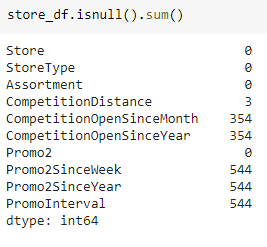 store_df.isnull().sum()
Store 0
StoreType 0
Assortment 0
CompetitionDistance 3
CompetitionOpenSinceMonth 354
CompetitionOpenSinceYear 354
Promo2 0
Promo2SinceWeek 544
Promo2SinceYear 544
PromoInterval 544
dtype: int64